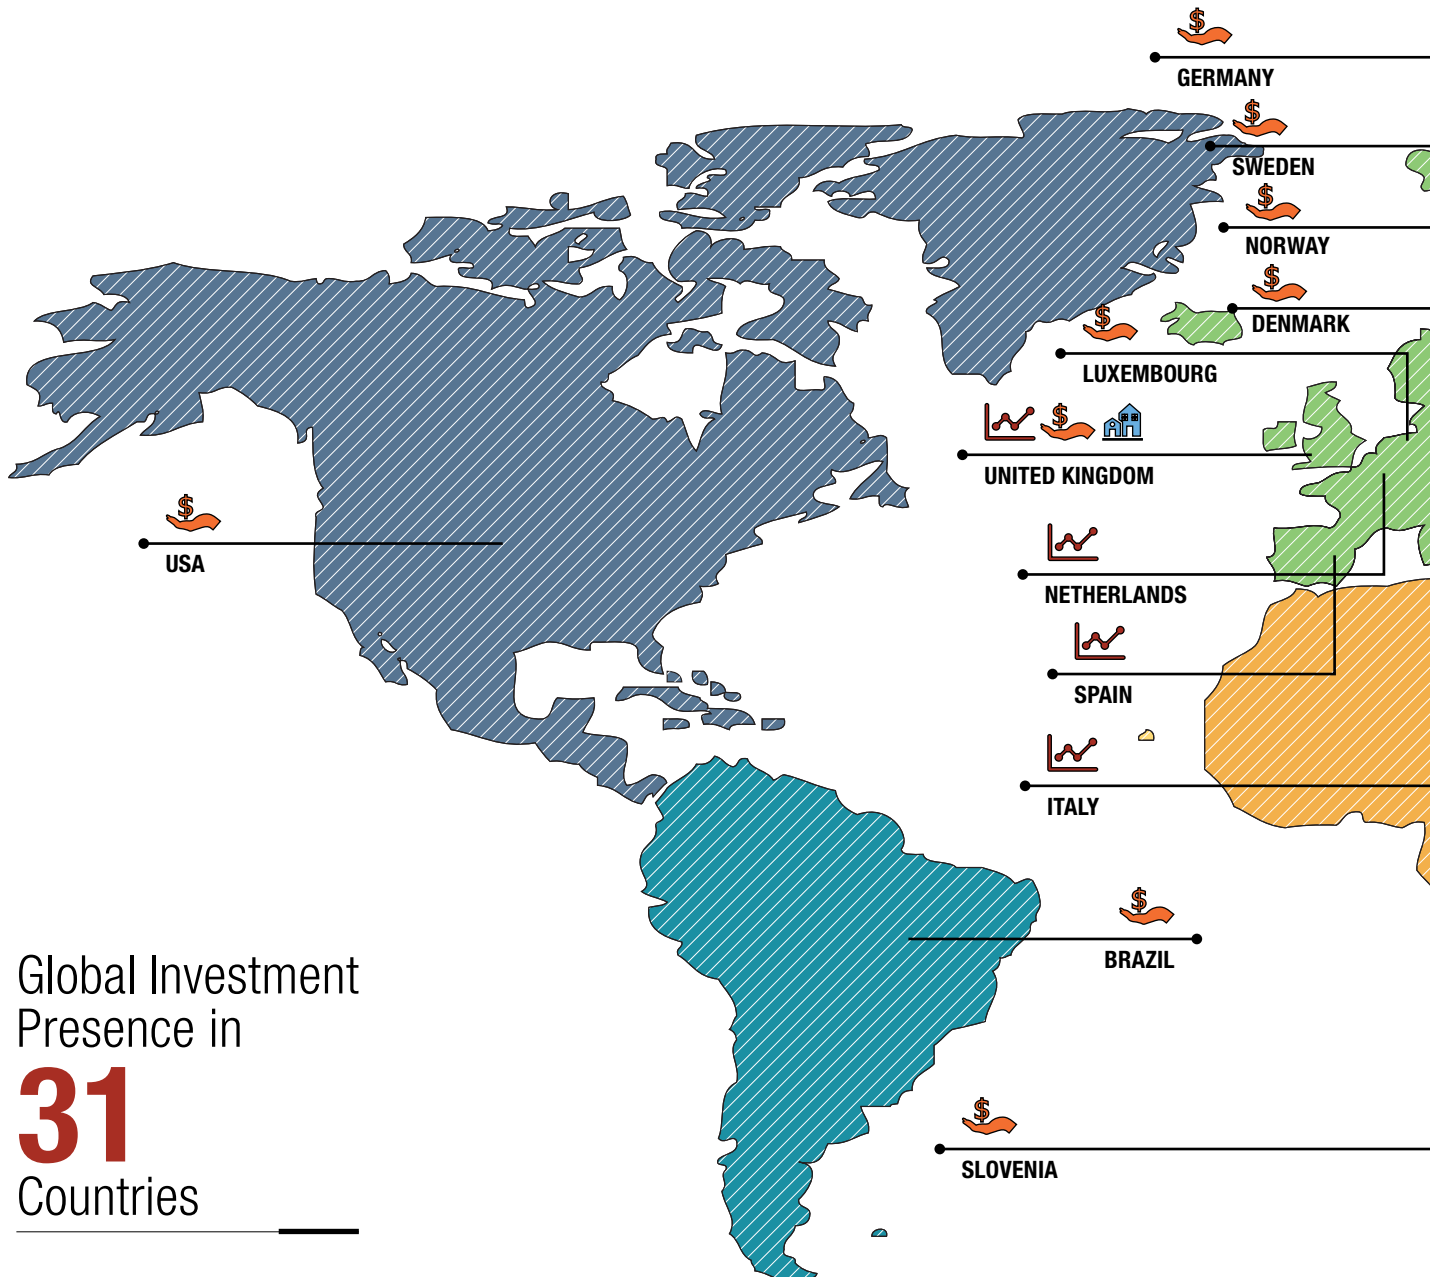 GERMANY
SWEDEN
NORWAY
DENMARK
LUXEMBOURG
UNITED KINGDOM
USA
NETHERLANDS
SPAIN
ITALY
BRAZIL
Global Investment
Presence in
31
Countries
SLOVENIA